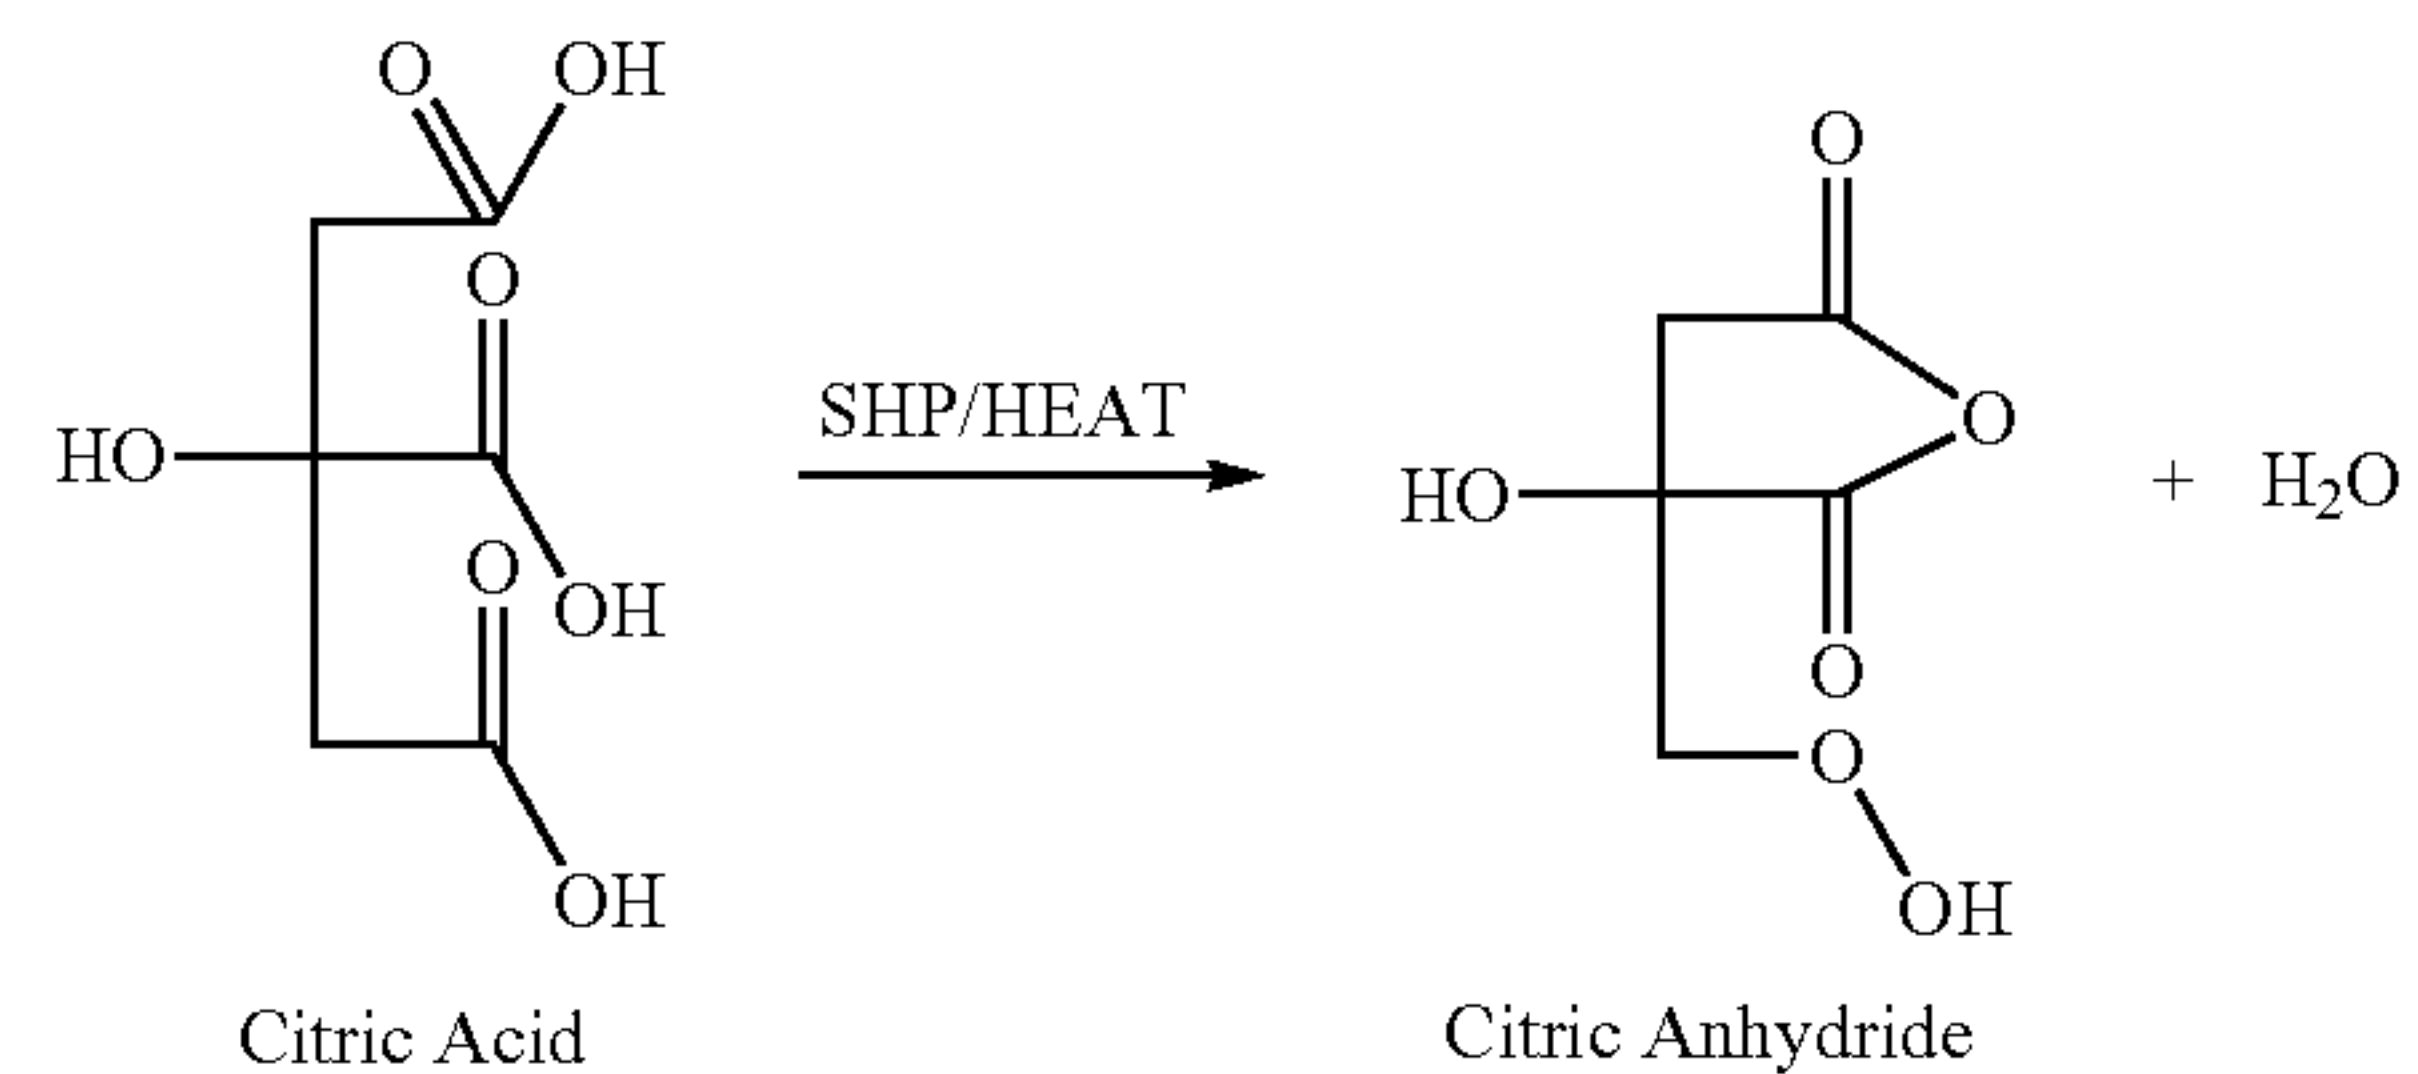 O OH
O
O
HO
SHP/HEAT
O
HO
+ H2O
O
OH
O
O
OH
OH
Citric Acid
Citric Anhydride